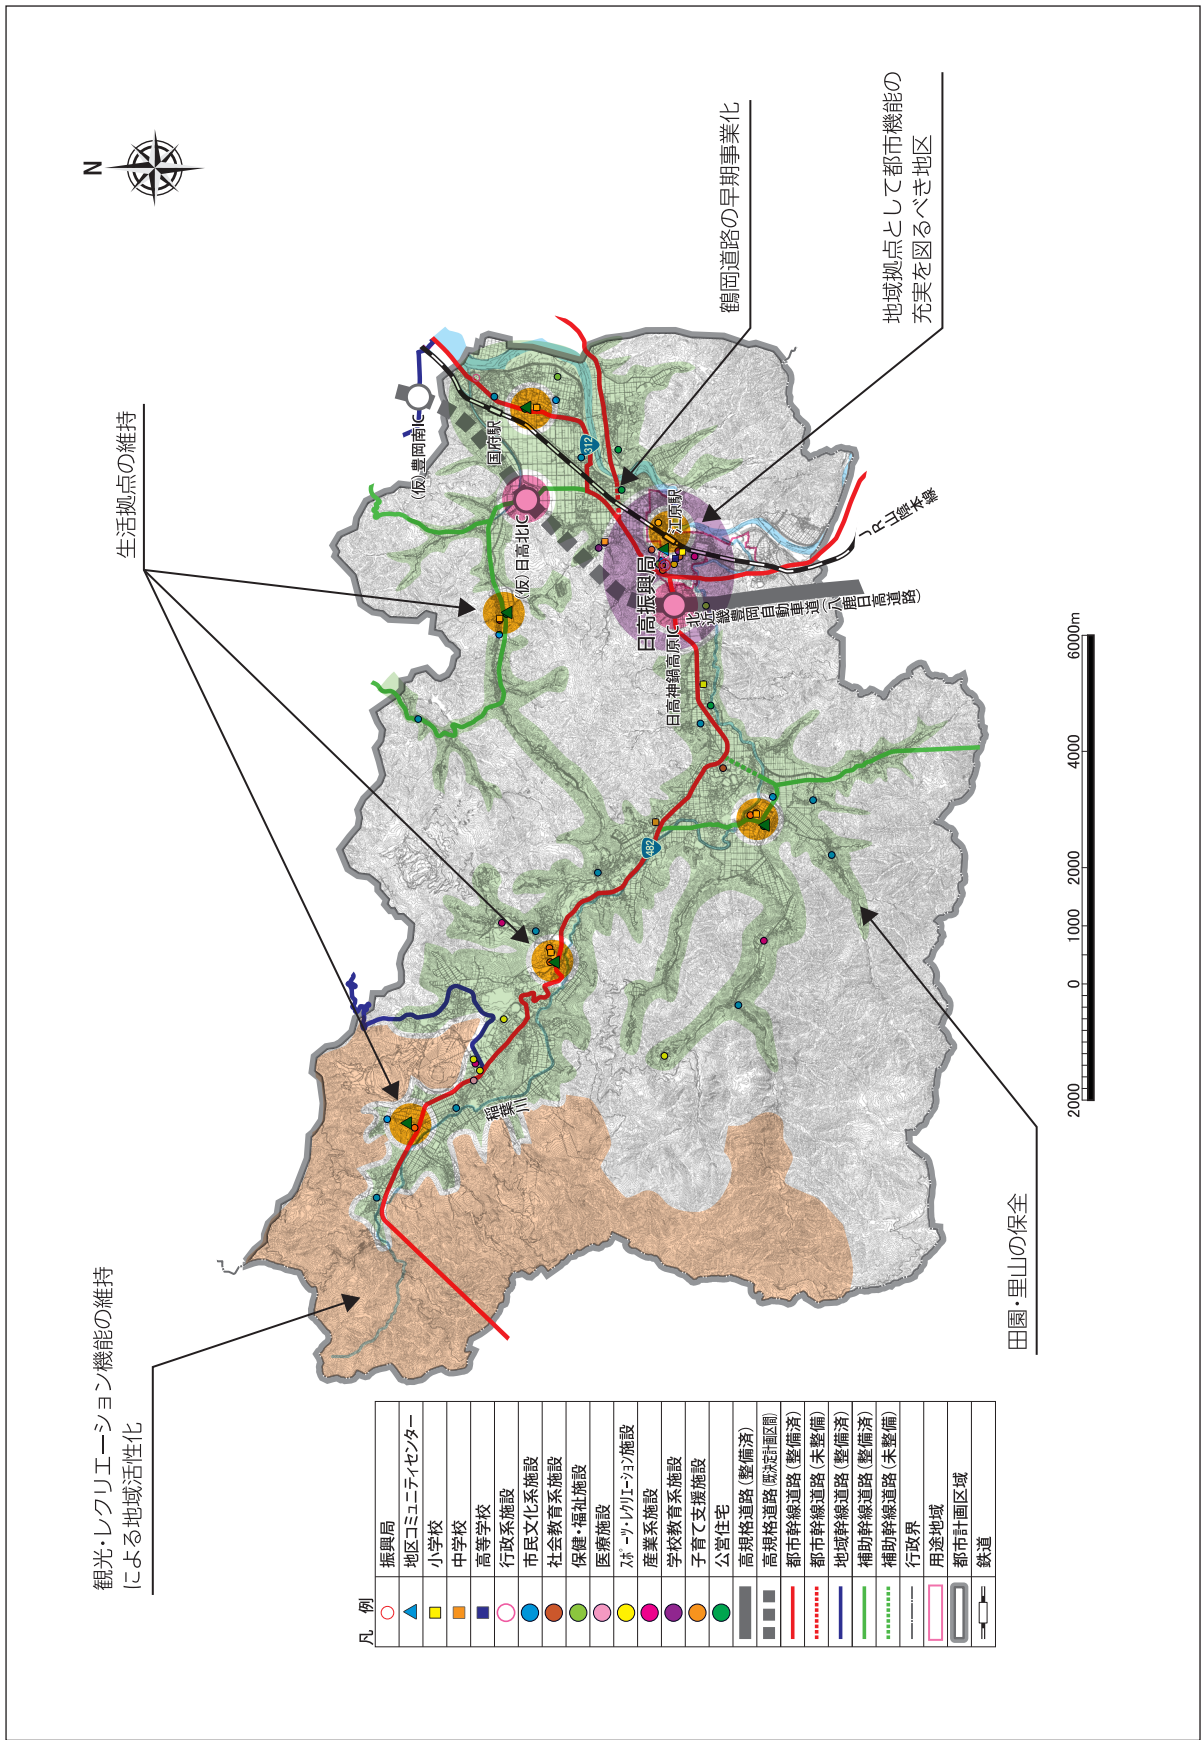 観光・レクリエーション機能の維持
による地域活性化
生活拠点の維持
N
鶴岡道路の早期事業化
地域拠点として都市機能の
充実を図るべき地区
田園・里山の保全
(仮)豊岡南IC
国府駅
312
(仮)日高北IC
江原駅
日高振興局
JR山陰本線
北近畿豊岡自動車道(八鹿日高道路)
日高神鍋高原IC
482
稲葉川
2000
0
1000
2000
4000
6000m
凡 例
振興局
地区コミュニティセンター
小学校
中学校
高等学校
行政系施設
市民文化系施設
社会教育系施設
保健・福祉施設
医療施設
スポーツ・レクリエーション施設
産業系施設
学校教育系施設
子育て支援施設
公営住宅
高規格道路(整備済)
高規格道路(既決定計画区間)
都市幹線道路(整備済)
都市幹線道路(未整備)
地域幹線道路(整備済)
補助幹線道路(整備済)
補助幹線道路(未整備)
行政界
用途地域
都市計画区域
鉄道